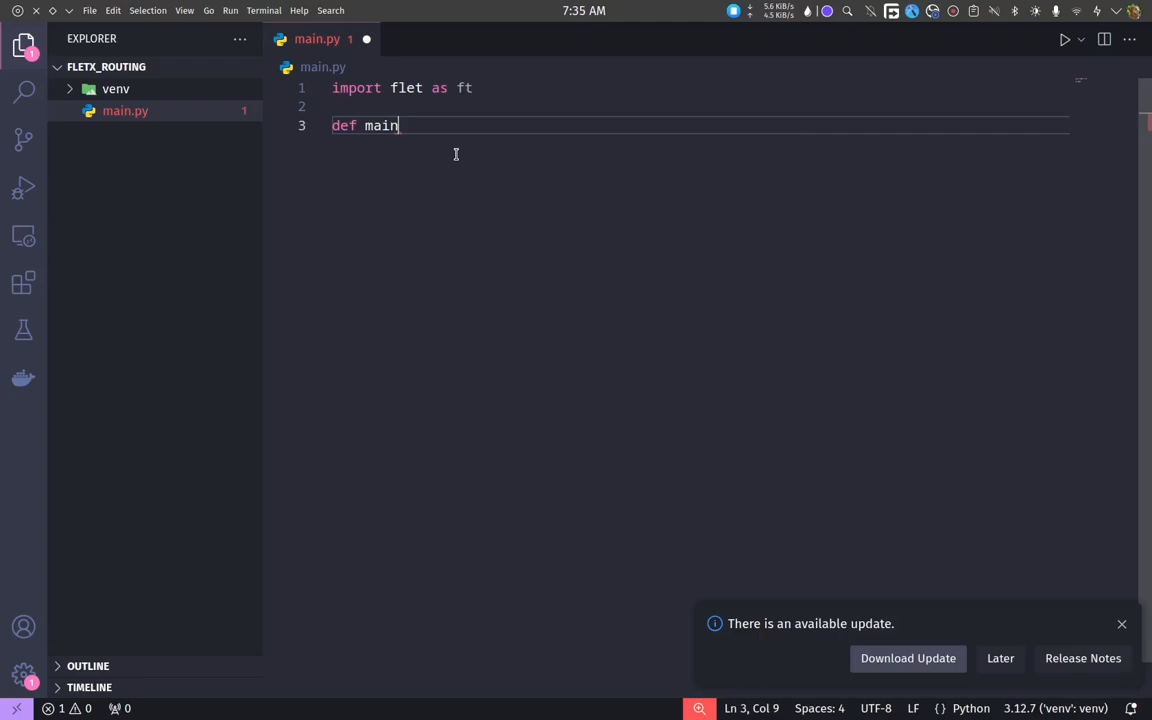 File Edit Selection View Go Run Terminal Help Search
7:35 AM
5.6 KiB/s
4.5 KiB/s
EXPLORER
main.py 1
FLETX_ROUTING
main.py
venv
main.py 1
1 import flet as ft
2
3 def main
1
There is an available update.
Download Update Later Release Notes
OUTLINE
TIMELINE
1
1 0 0
Ln 3, Col 9 Spaces: 4 UTF-8 LF {} Python 3.12.7 ('venv': venv)